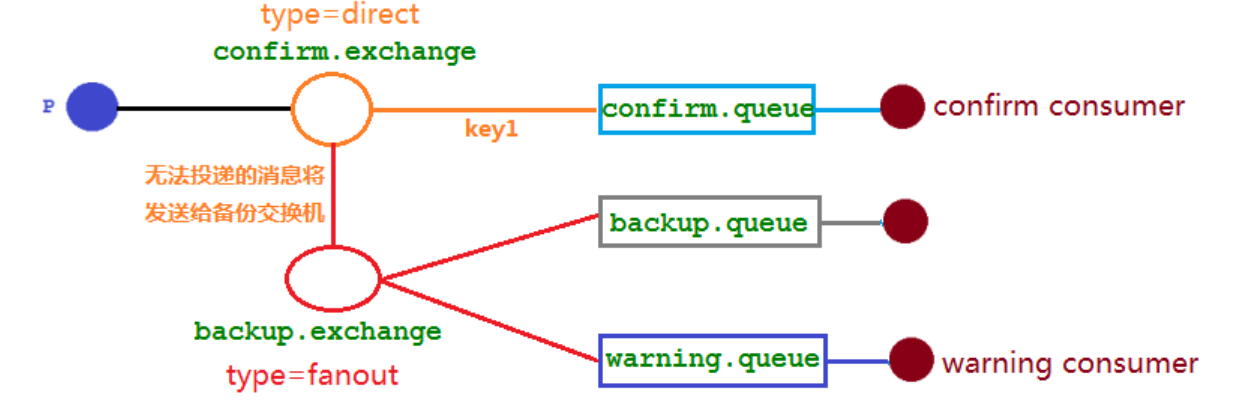 type=direct
confirm.exchange
P
confirm.queue
confirm consumer
key1
无法投递的消息将
发送给备份交换机
backup.queue
backup.exchange
type=fanout
warning.queue
warning consumer